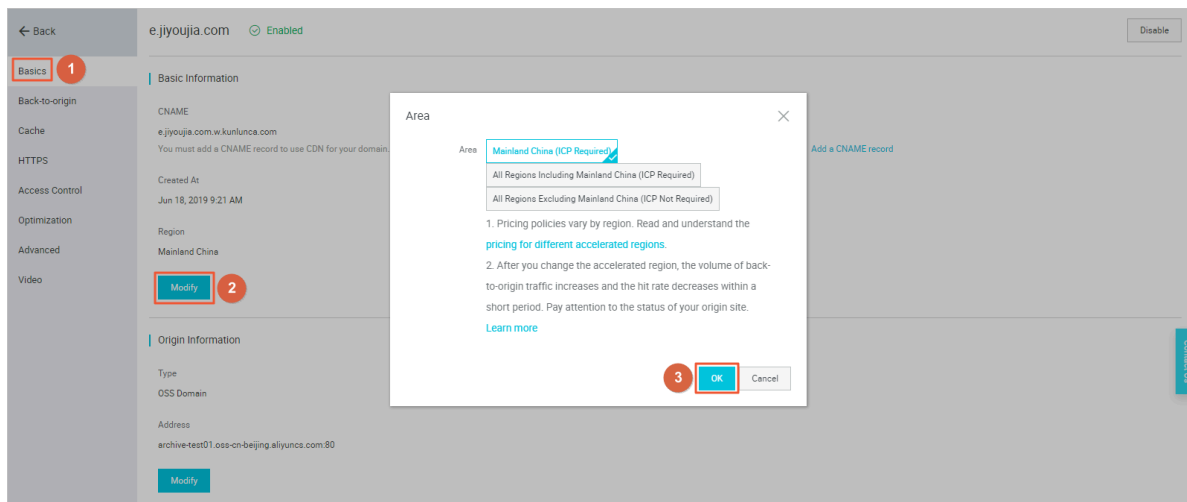 ← Back
e.jiyoujia.com
Enabled
Disable
Basics
1
Back-to-origin
Cache
HTTPS
Access Control
Optimization
Advanced
Video
Basic Information
CNAME
e.jiyoujia.com.w.kunlunca.com
You must add a CNAME record to use CDN for your domain.
Add a CNAME record
Created At
Jun 18, 2019 9:21 AM
Region
Mainland China
Modify
2
Origin Information
Type
OSS Domain
Address
archive-test01.oss-cn-beijing.aliyuncs.com:80
Modify
Area
Area
Mainland China (ICP Required)
All Regions Including Mainland China (ICP Required)
All Regions Excluding Mainland China (ICP Not Required)
1. Pricing policies vary by region. Read and understand the
pricing for different accelerated regions.
2. After you change the accelerated region, the volume of back-
to-origin traffic increases and the hit rate decreases within a
short period. Pay attention to the status of your origin site.
Learn more
3
OK
Cancel